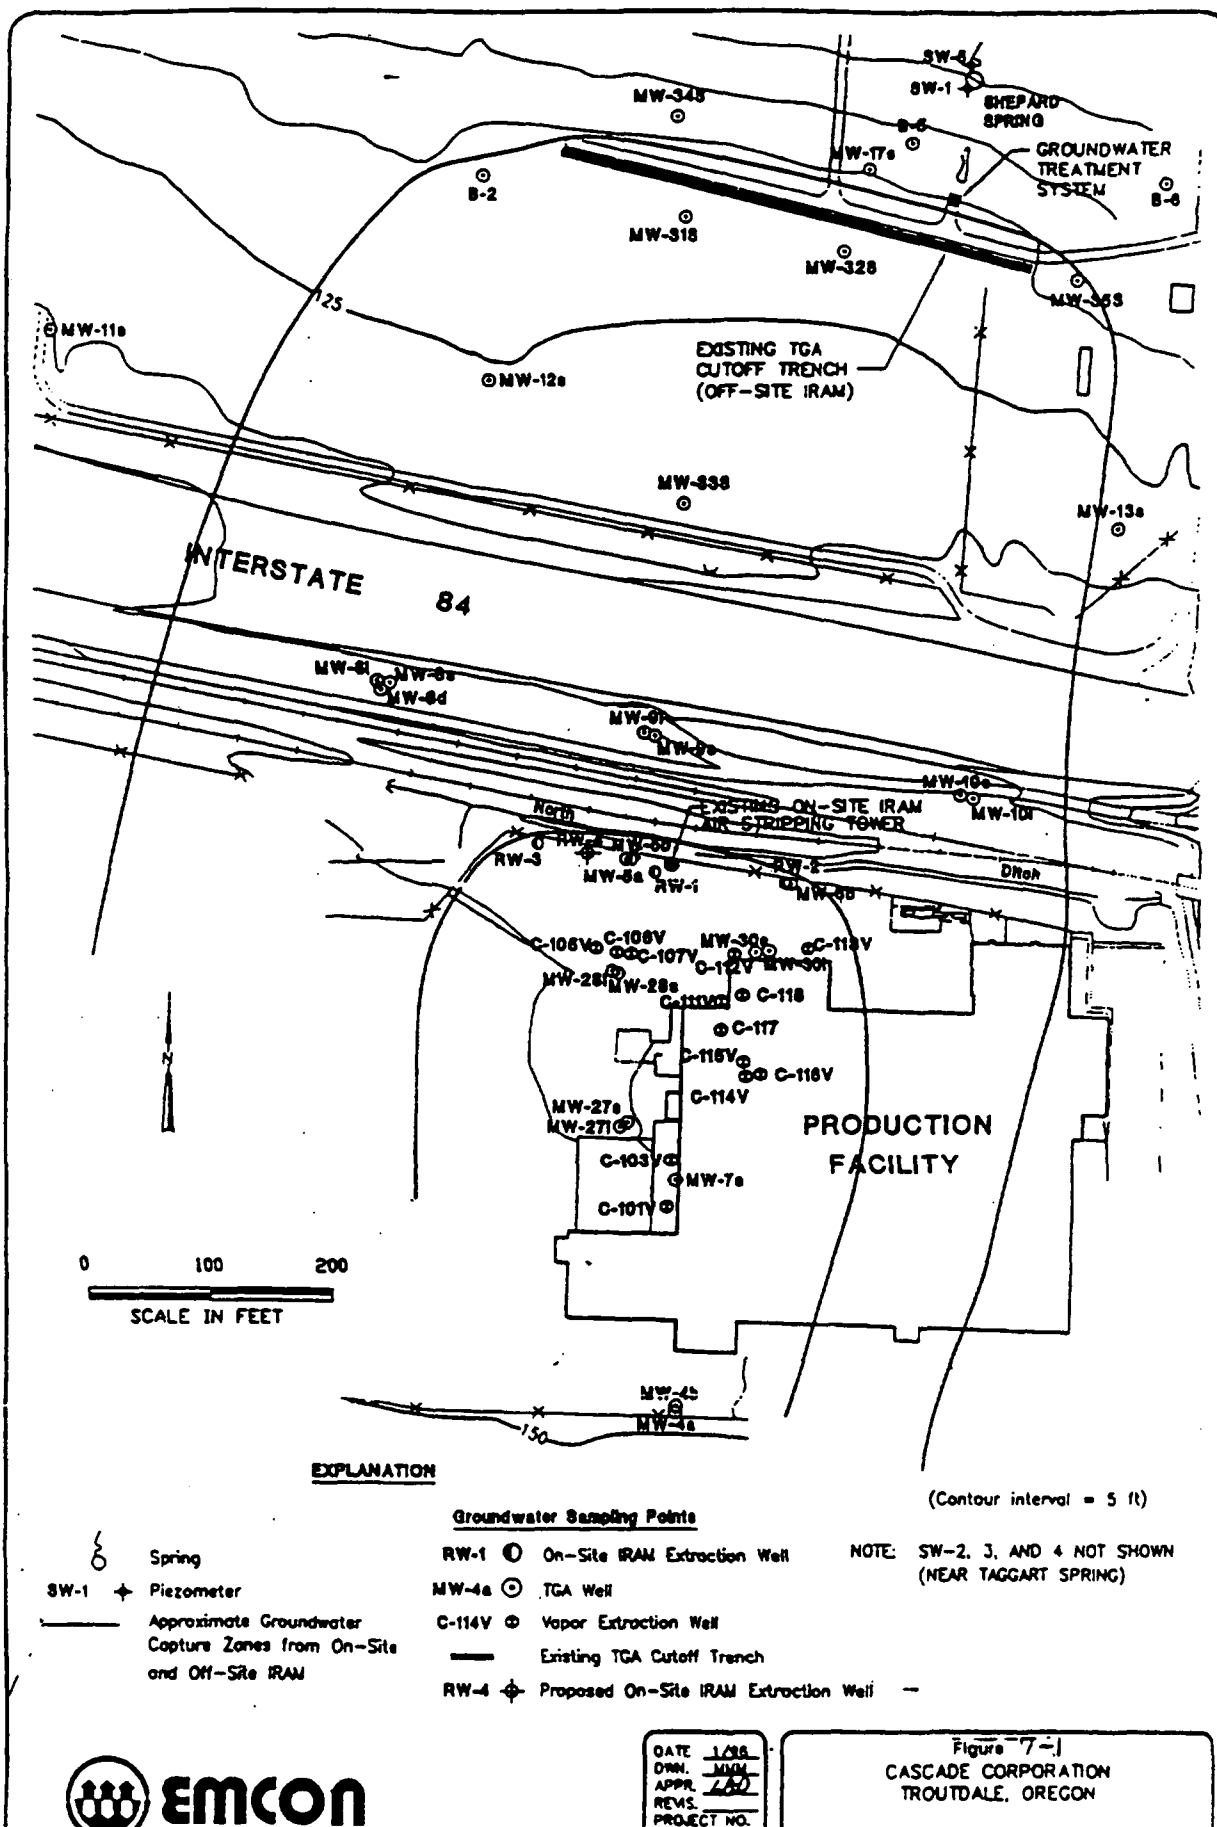 SW-5
SW-1
SHEPARD
SPRING
MW-34S
B-5
MW-17s
GROUNDWATER
TREATMENT
SYSTEM
B-2
B-6
MW-31S
MW-32S
MW-35S
125
MW-11s
EXISTING TGA
CUTOFF TRENCH
(OFF-SITE IRAM)
MW-12s
MW-33S
MW-13s
INTERSTATE 84
MW-6i
MW-6s
MW-6d
MW-9i
MW-9s
MW-10s
MW-10i
North
EXISTING ON-SITE IRAM
AIR STRIPPING TOWER
RW-3
MW-5a
RW-1
RW-2
Ditch
C-106V
C-107V
MW-30s
C-113V
C-112V
MW-30i
MW-28i
MW-28s
C-111V
C-118
C-117
C-116V
C-114V
MW-27s
MW-27i
PRODUCTION
FACILITY
C-103V
MW-7s
C-101V
N
0 100 200
SCALE IN FEET
MW-4b
MW-4a
150
EXPLANATION
(Contour interval = 5 ft)
Groundwater Sampling Points
Spring
SW-1 Piezometer
Approximate Groundwater
Capture Zones from On-Site
and Off-Site IRAM
RW-1 On-Site IRAM Extraction Well
MW-4a TGA Well
C-114V Vapor Extraction Well
Existing TGA Cutoff Trench
RW-4 Proposed On-Site IRAM Extraction Well
NOTE: SW-2, 3, AND 4 NOT SHOWN
(NEAR TAGGART SPRING)
EMCON
DATE
DWN. MMM
APPR.
REVIS.
PROJECT NO.
Figure 7-1
CASCADE CORPORATION
TROUTDALE, OREGON